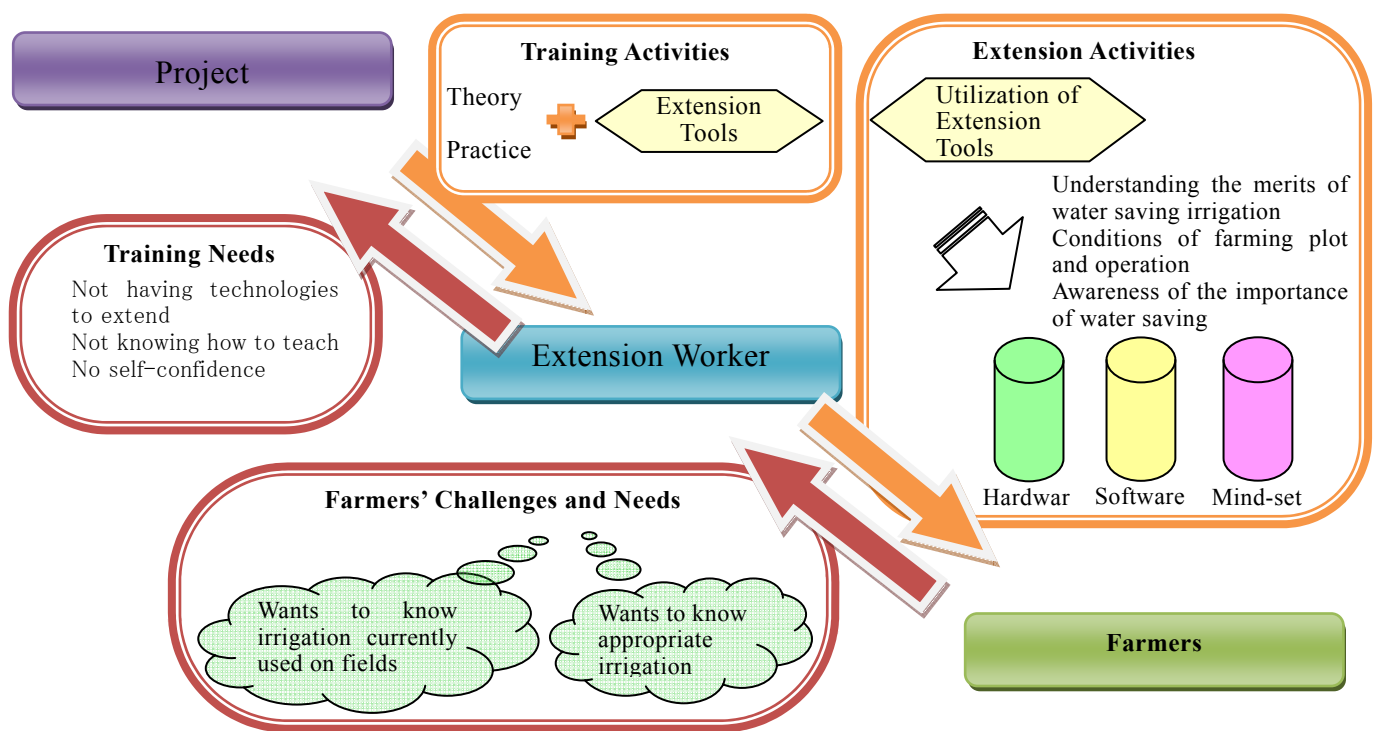 Project
Training Activities
Theory
Practice
Extension
Tools
Extension Activities
Utilization of
Extension
Tools
Understanding the merits of
water saving irrigation
Conditions of farming plot
and operation
Awareness of the importance
of water saving
Hardwar
Software
Mind-set
Training Needs
Not having technologies
to extend
Not knowing how to teach
No self-confidence
Extension Worker
Farmers' Challenges and Needs
Wants to know
irrigation currently
used on fields
Wants to know
appropriate
irrigation
Farmers